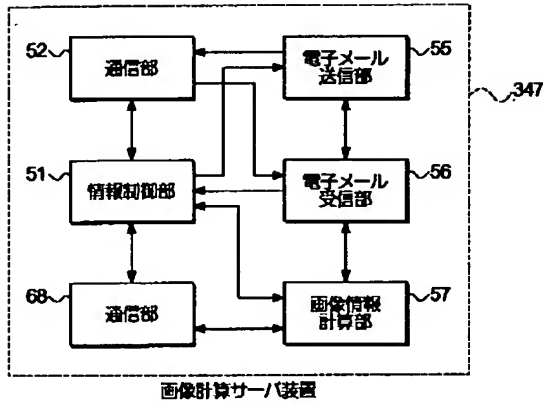 52
通信部
電子メール
送信部
55
347
51
情報制御部
電子メール
受信部
56
68
通信部
画像情報
計算部
57
画像計算サーバ装置